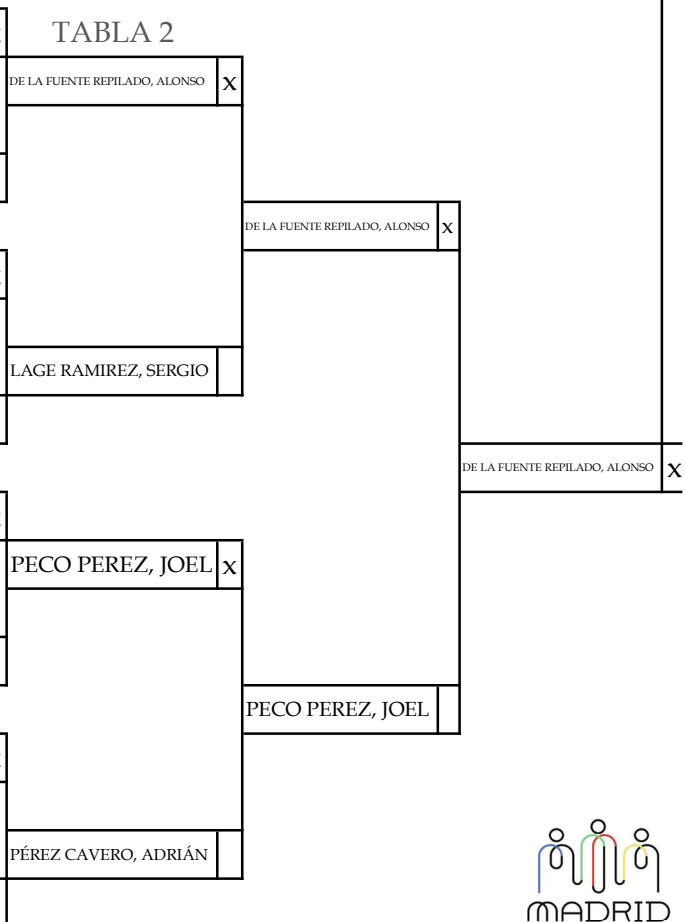 TABLA 2
DE LA FUENTE REPILADO, ALONSO X
DE LA FUENTE REPILADO, ALONSO X
LAGE RAMIREZ, SERGIO
DE LA FUENTE REPILADO, ALONSO X
PECO PEREZ, JOEL X
PECO PEREZ, JOEL
PÉREZ CAVERO, ADRIÁN
MADRID